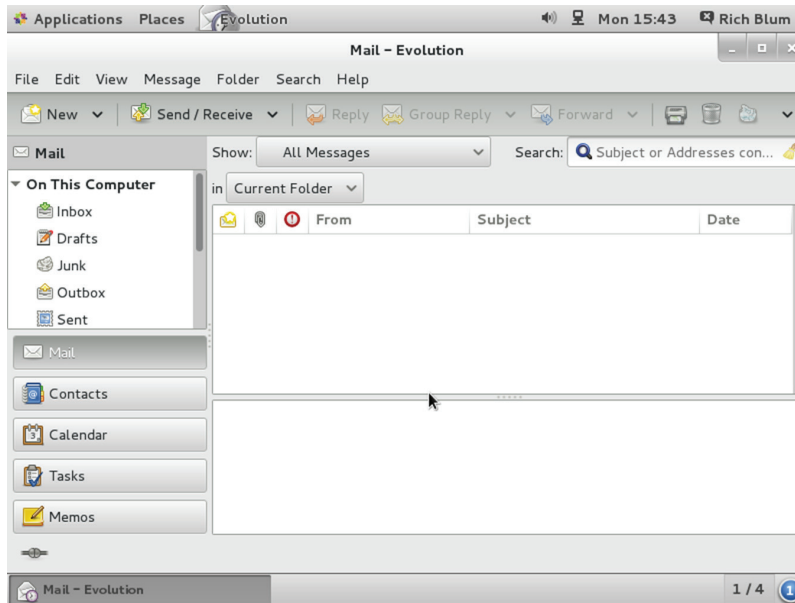 Applications Places Evolution Mon 15:43 Rich Blum
Mail – Evolution
File Edit View Message Folder Search Help
New Send / Receive Reply Group Reply Forward
Mail Show: All Messages Search: Subject or Addresses con...
On This Computer in Current Folder
Inbox From Subject Date
Drafts
Junk
Outbox
Sent
Mail
Contacts
Calendar
Tasks
Memos
Mail – Evolution 1 / 4 1